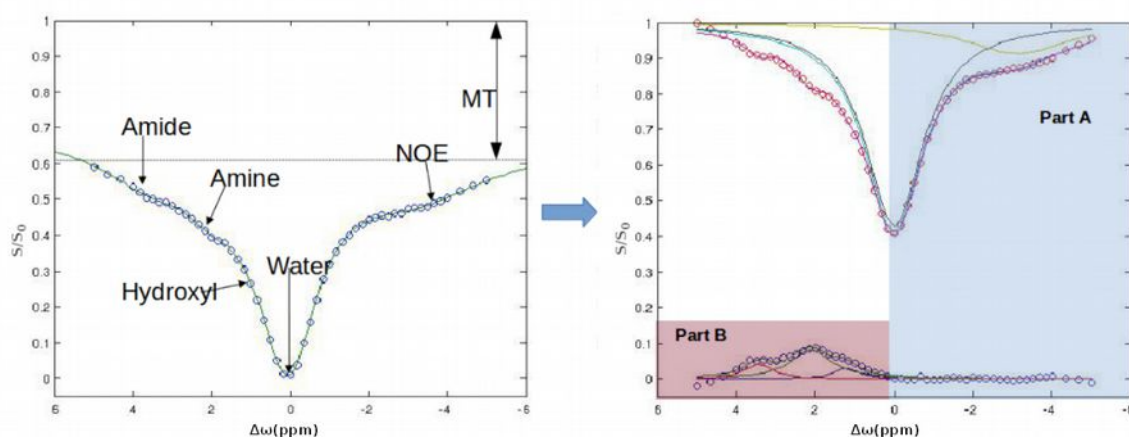 1
0.9
0.8
0.7
0.6
0.5
0.4
0.3
0.2
0.1
0
S/S0
Amide
Amine
Hydroxyl
Water
NOE
MT
6 4 2 0 -2 -4 -6
Δω(ppm)
1
0.9
0.8
0.7
0.6
0.5
0.4
0.3
0.2
0.1
0
S/S0
Part A
Part B
6 4 2 0 -2 -4 -6
Δω(ppm)